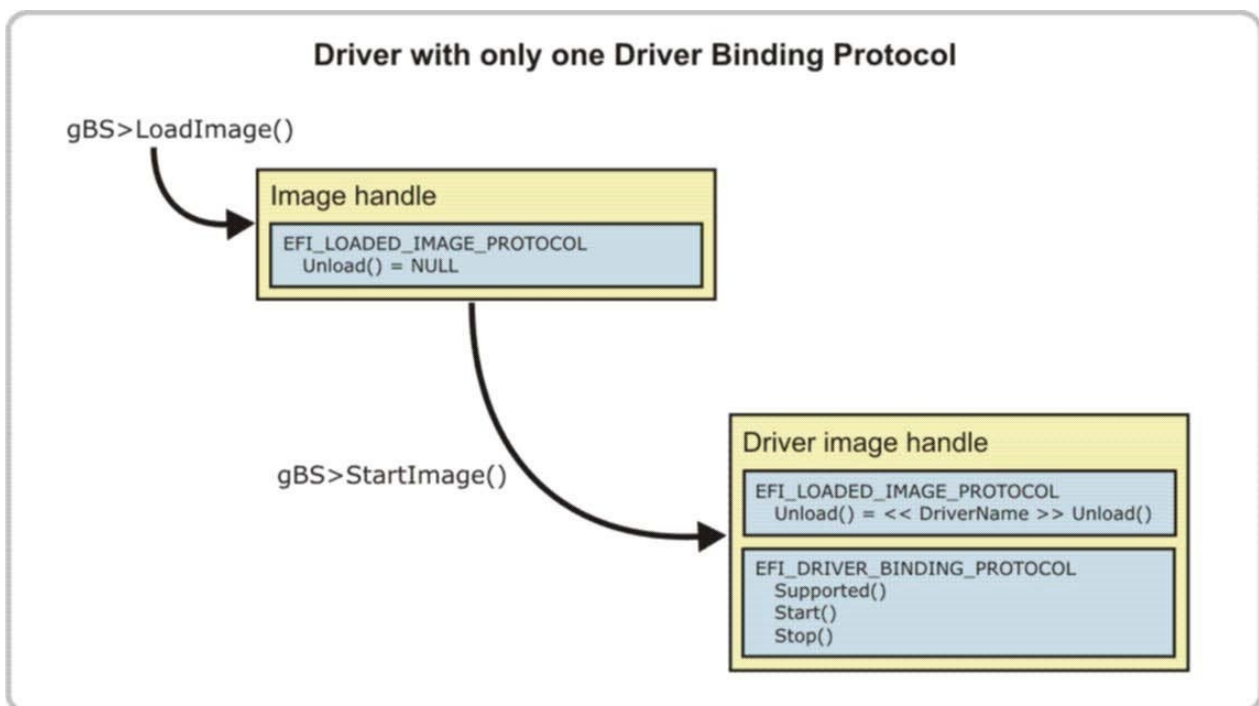 Driver with only one Driver Binding Protocol
gBS>LoadImage()
Image handle
EFI_LOADED_IMAGE_PROTOCOL
Unload() = NULL
gBS>StartImage()
Driver image handle
EFI_LOADED_IMAGE_PROTOCOL
Unload() = << DriverName >> Unload()
EFI_DRIVER_BINDING_PROTOCOL
Supported()
Start()
Stop()